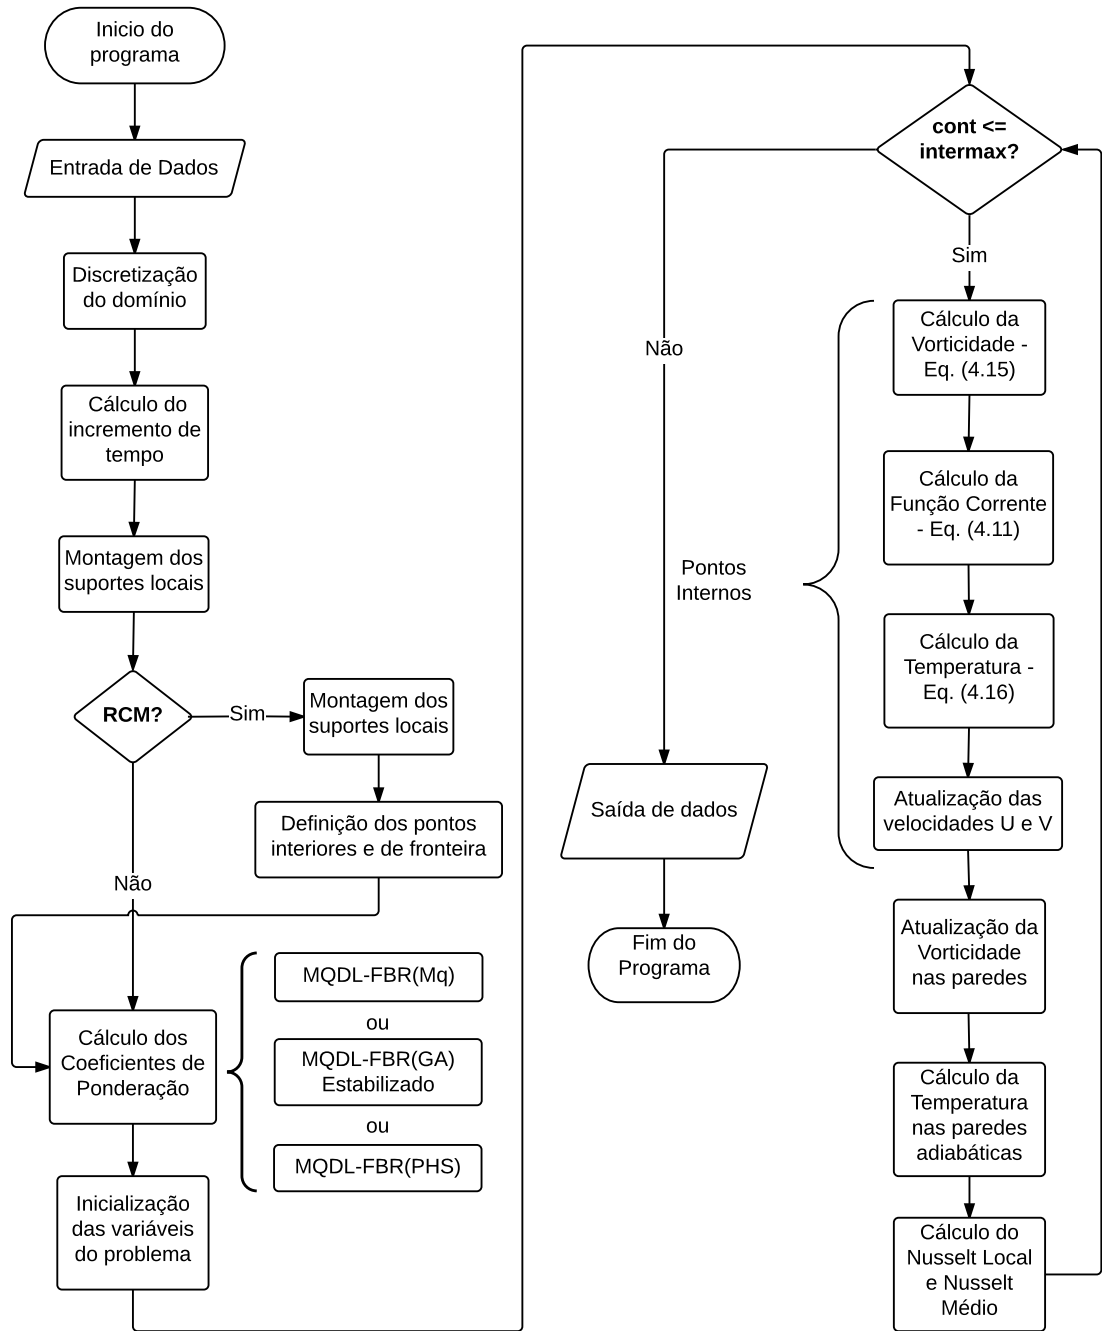 Inicio do
programa
Entrada de Dados
Discretização
do domínio
Cálculo do
incremento de
tempo
Montagem dos
suportes locais
RCM?
Sim
Montagem dos
suportes locais
Definição dos pontos
interiores e de fronteira
Não
Cálculo dos
Coeficientes de
Ponderação
MQDL-FBR(Mq)
ou
MQDL-FBR(GA)
Estabilizado
ou
MQDL-FBR(PHS)
Inicialização
das variáveis
do problema
cont <=
intermax?
Sim
Não
Cálculo da
Vorticidade -
Eq. (4.15)
Cálculo da
Função Corrente
- Eq. (4.11)
Pontos
Internos
Cálculo da
Temperatura -
Eq. (4.16)
Atualização das
velocidades U e V
Saída de dados
Fim do
Programa
Atualização da
Vorticidade
nas paredes
Cálculo da
Temperatura
nas paredes
adiabáticas
Cálculo do
Nusselt Local
e Nusselt
Médio